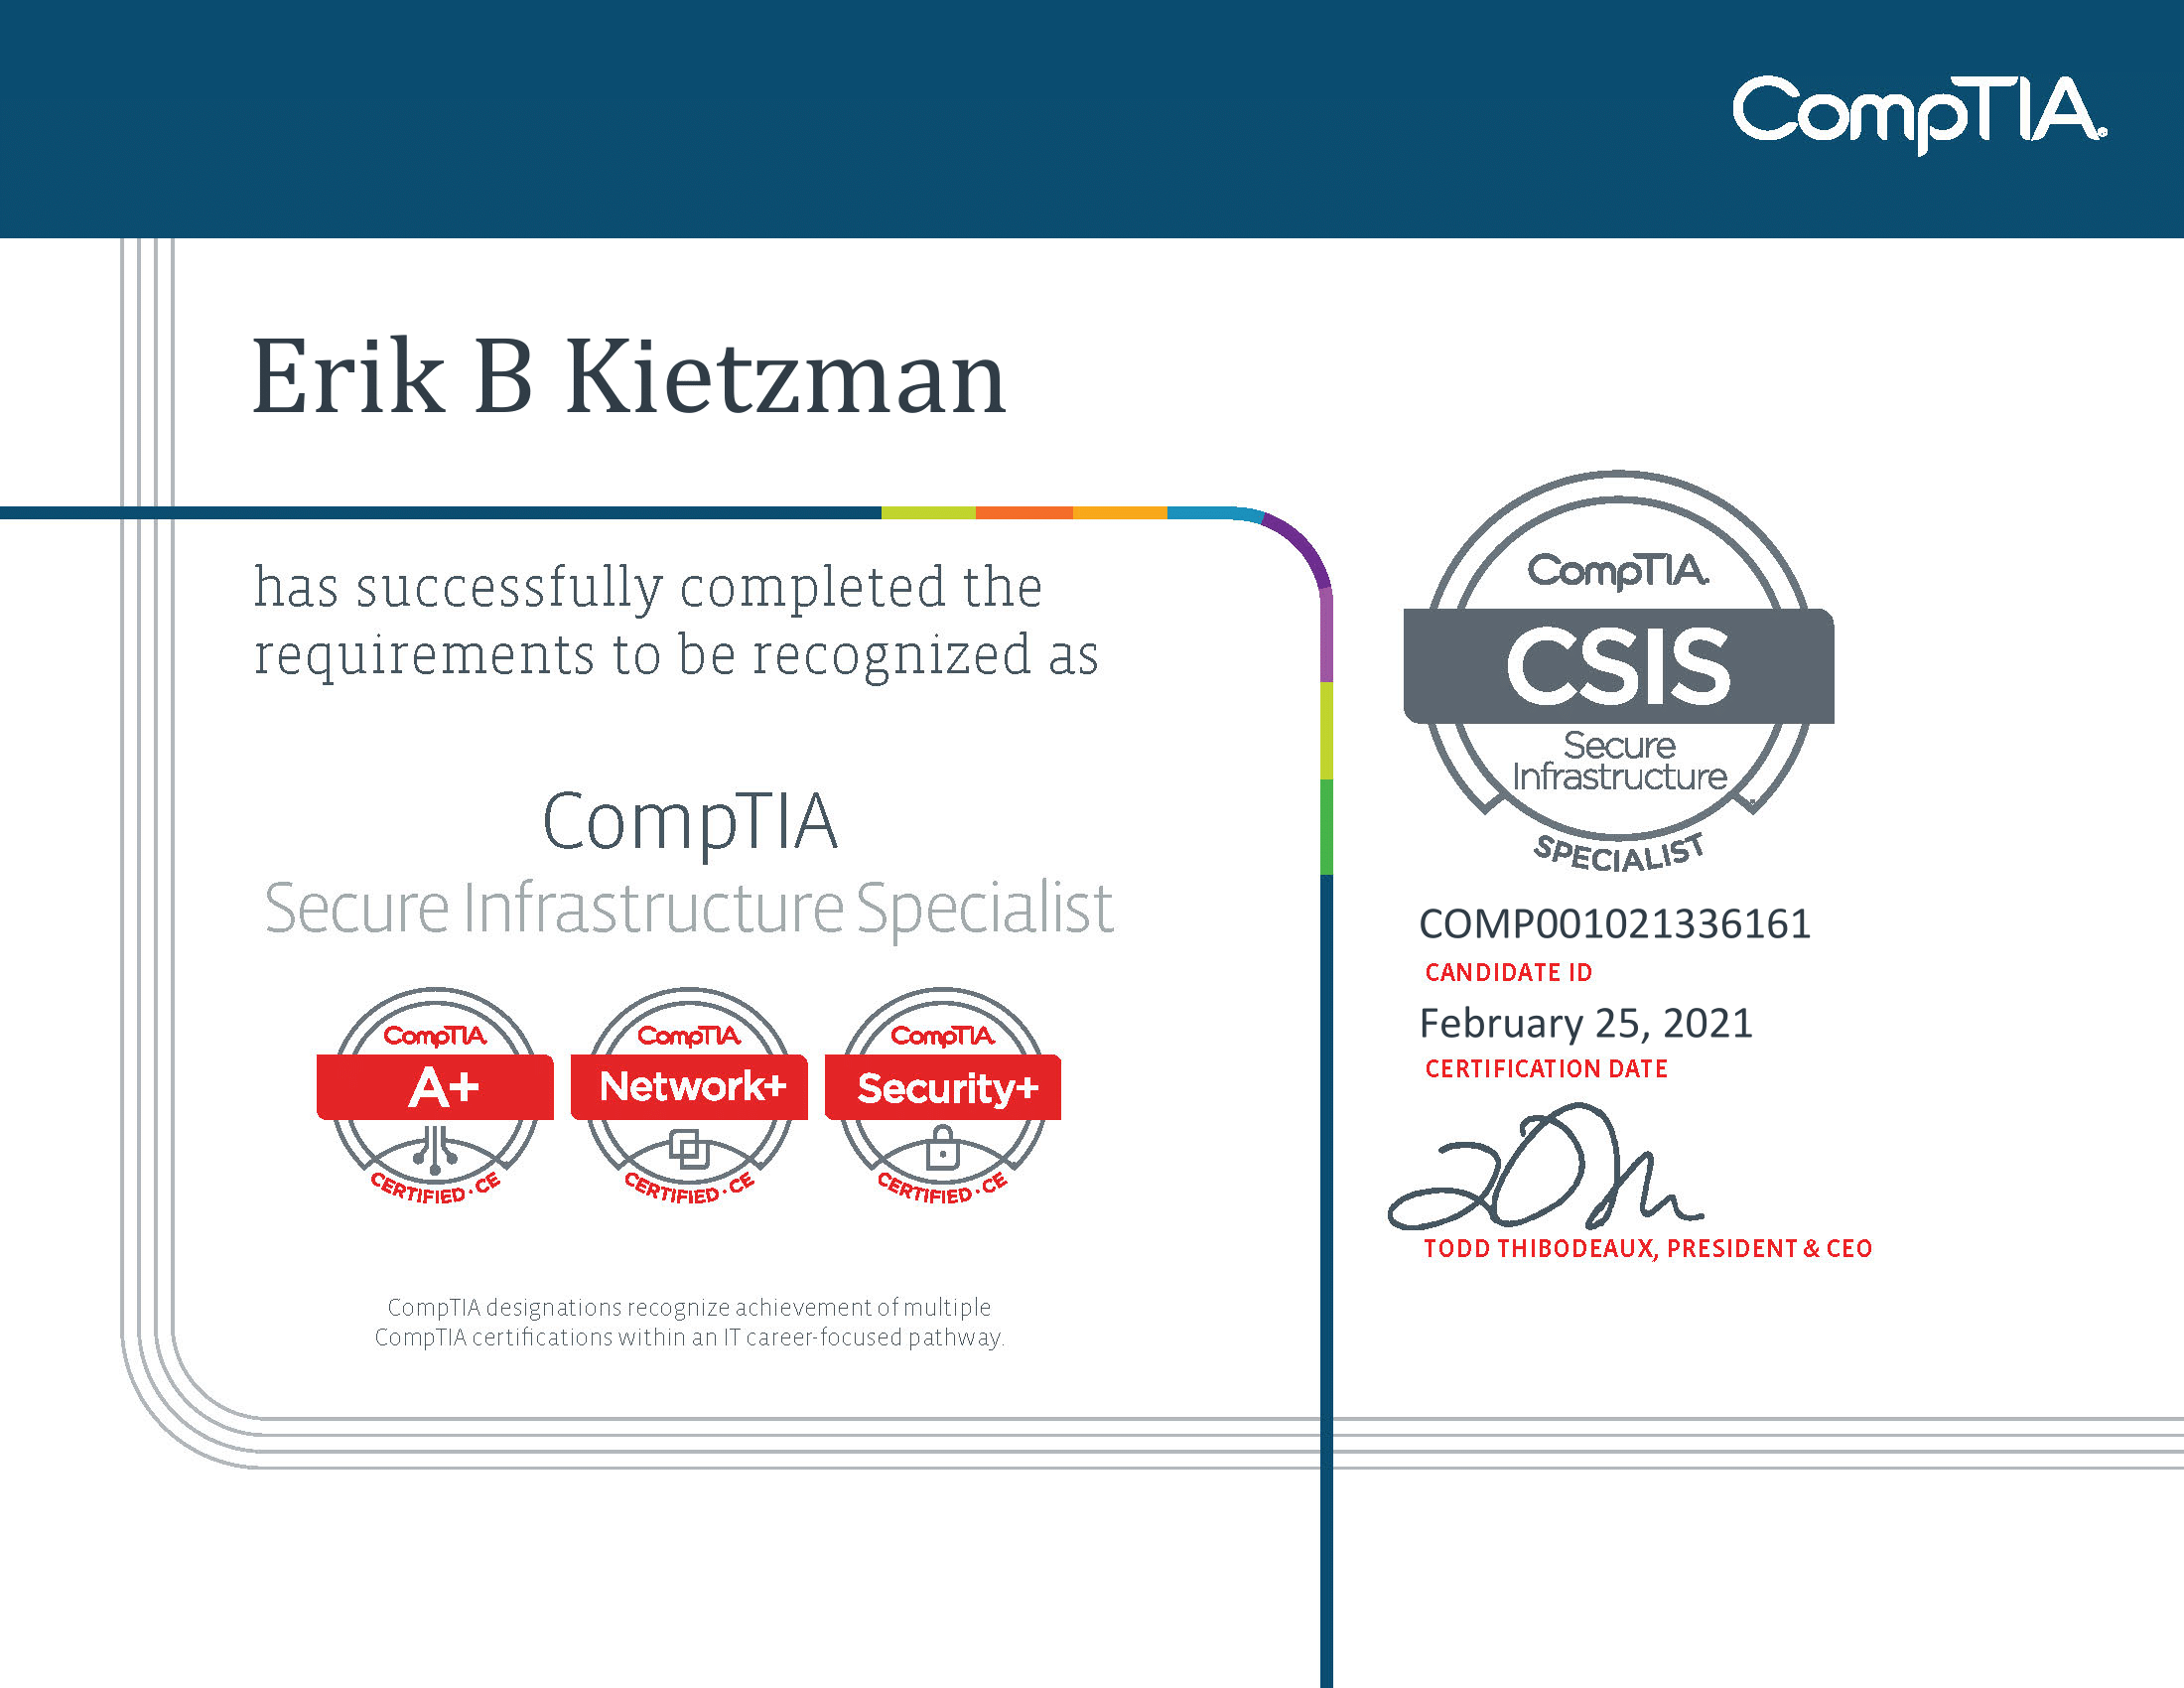 CompTIA.
Erik B Kietzman
has successfully completed the
requirements to be recognized as
CompTIA
Secure Infrastructure Specialist
CompTIA.
A+
CERTIFIED · CE
CompTIA.
Network+
CERTIFIED · CE
CompTIA.
Security+
CERTIFIED · CE
CompTIA designations recognize achievement of multiple
CompTIA certifications within an IT career-focused pathway.
CompTIA.
CSIS
Secure
Infrastructure
SPECIALIST
COMP001021336161
CANDIDATE ID
February 25, 2021
CERTIFICATION DATE
TODD THIBODEAUX, PRESIDENT & CEO